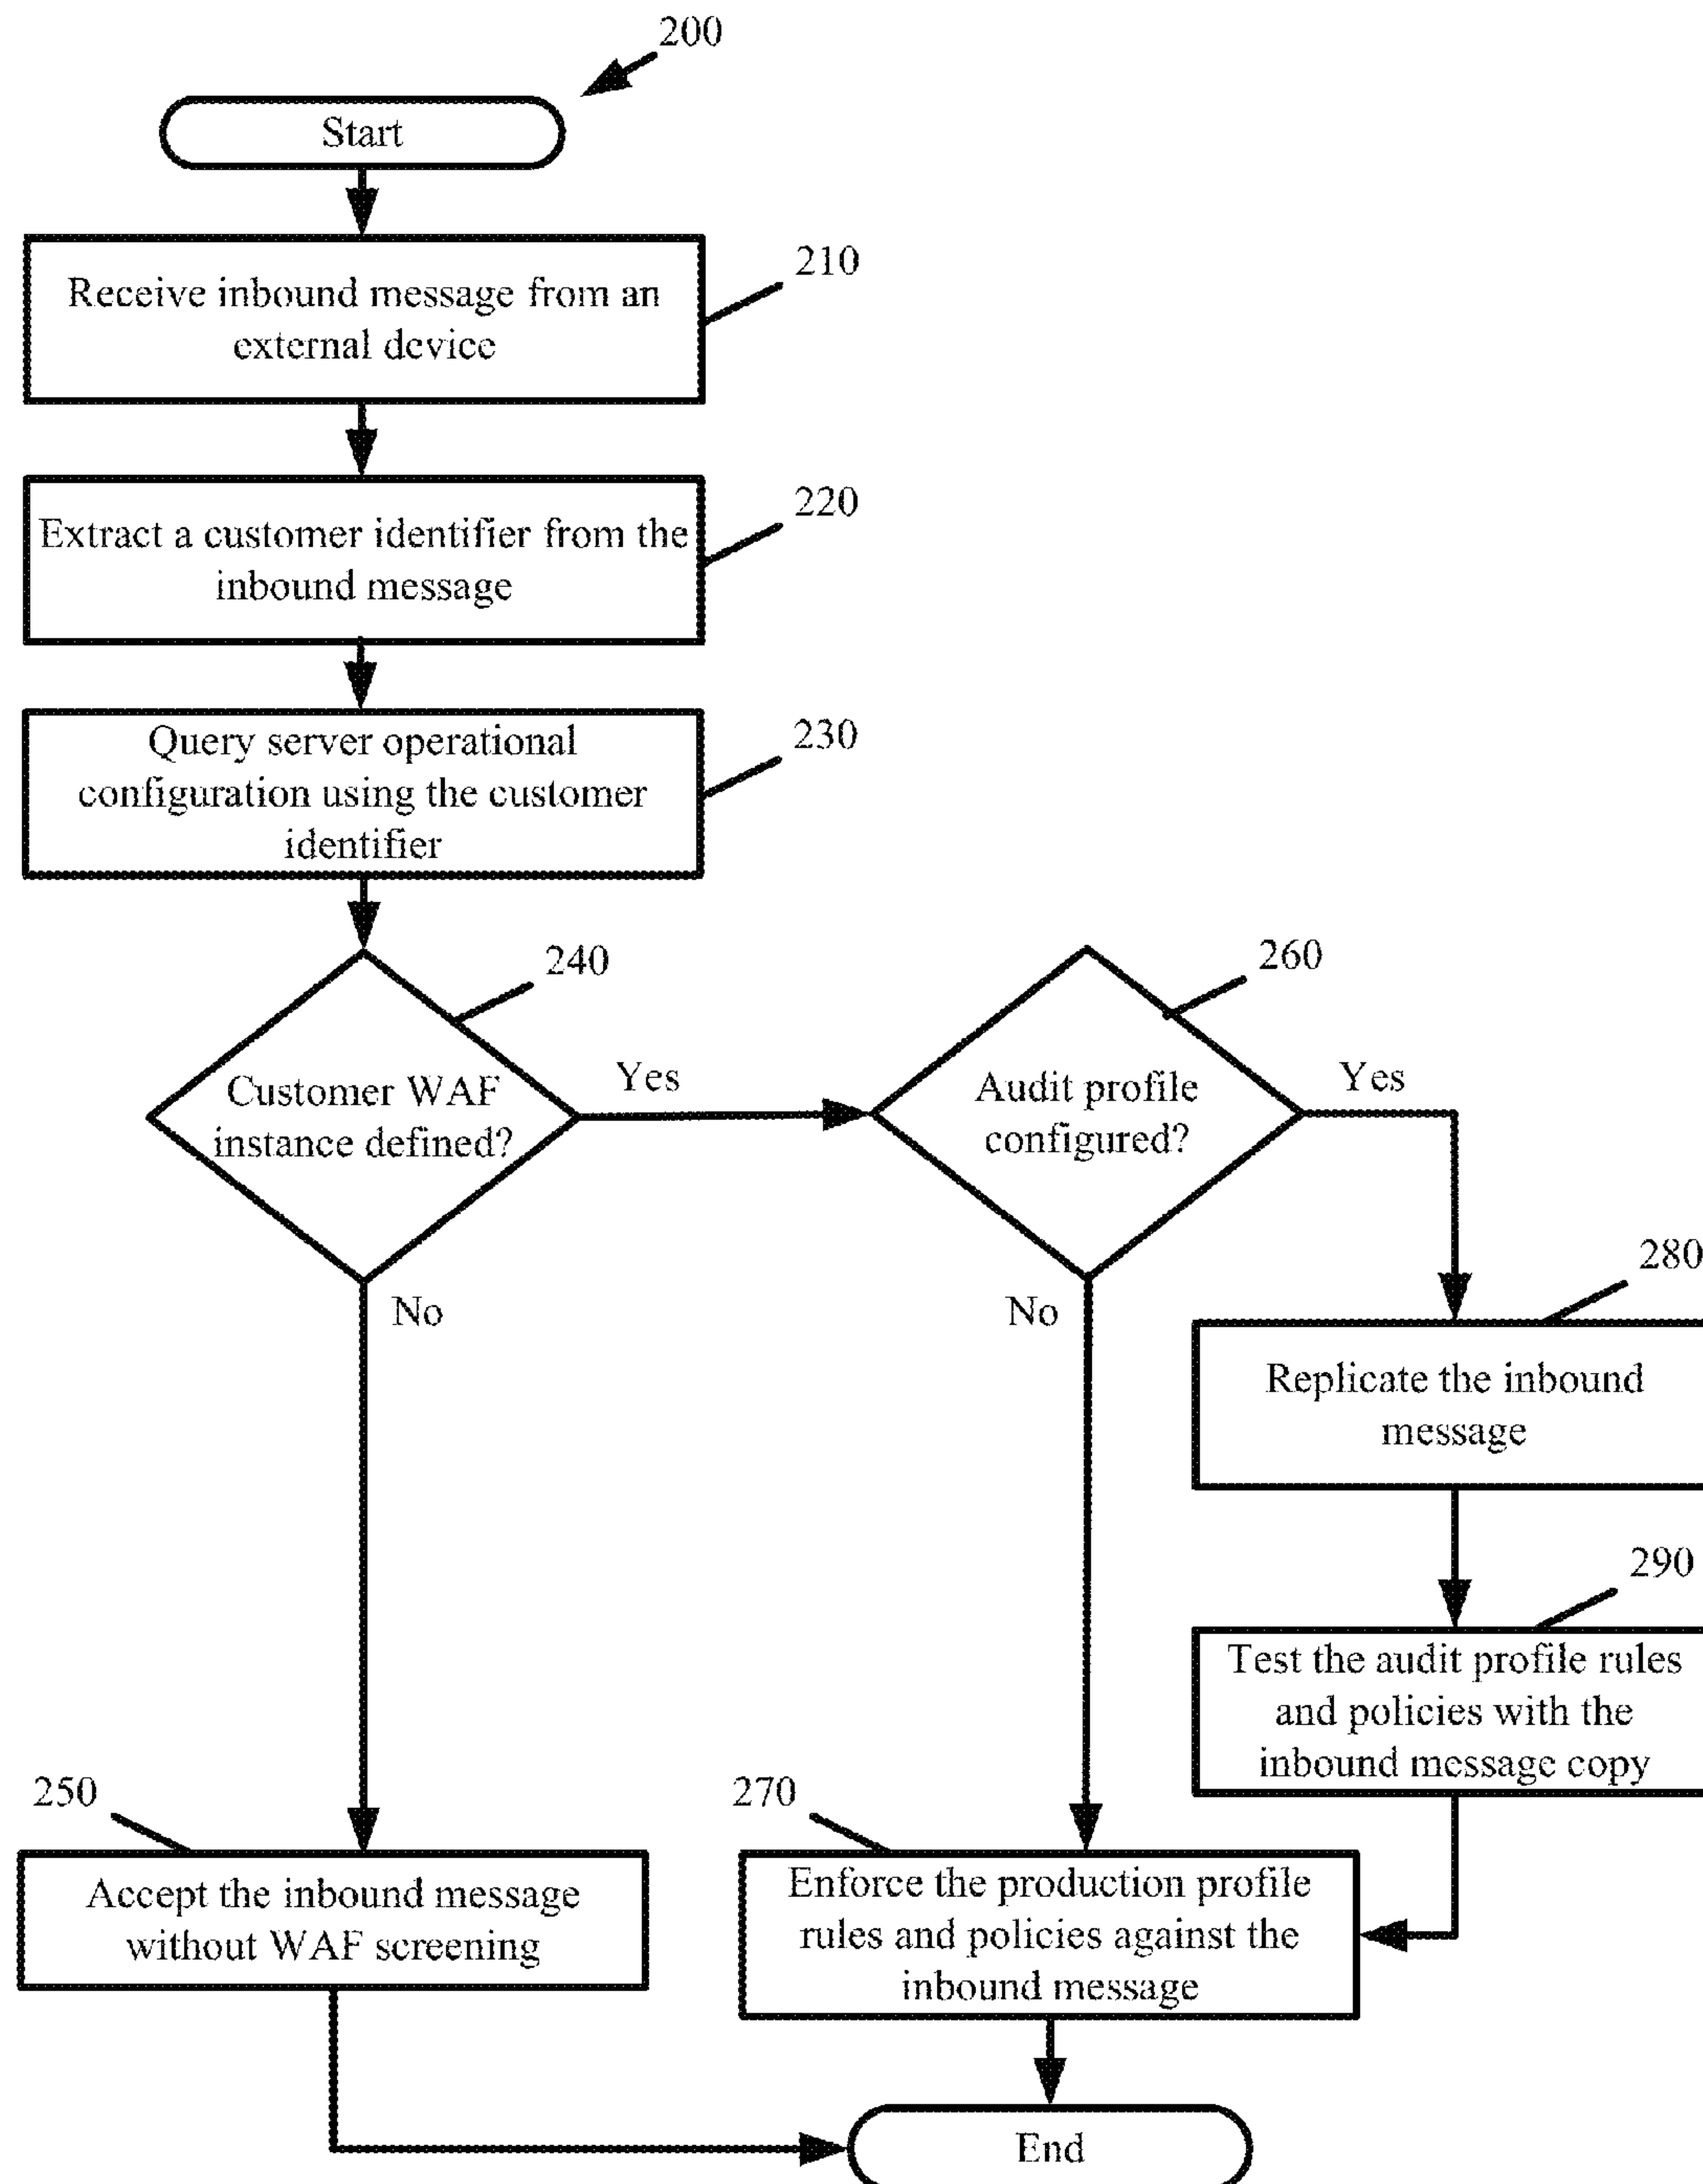 200
Start
210
Receive inbound message from an
external device
220
Extract a customer identifier from the
inbound message
230
Query server operational
configuration using the customer
identifier
240
Customer WAF
instance defined?
Yes
No
260
Audit profile
configured?
Yes
No
280
Replicate the inbound
message
290
Test the audit profile rules
and policies with the
inbound message copy
250
Accept the inbound message
without WAF screening
270
Enforce the production profile
rules and policies against the
inbound message
End